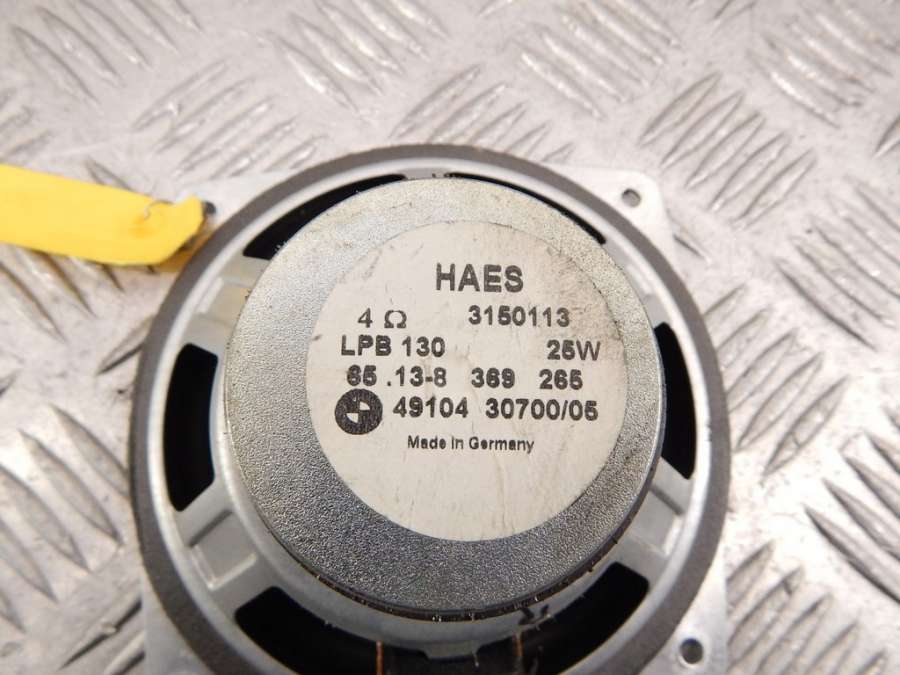 HAES
4 Ω 3150113
LPB 130 25W
65 .13-8 369 265
49104 30700/05
Made in Germany